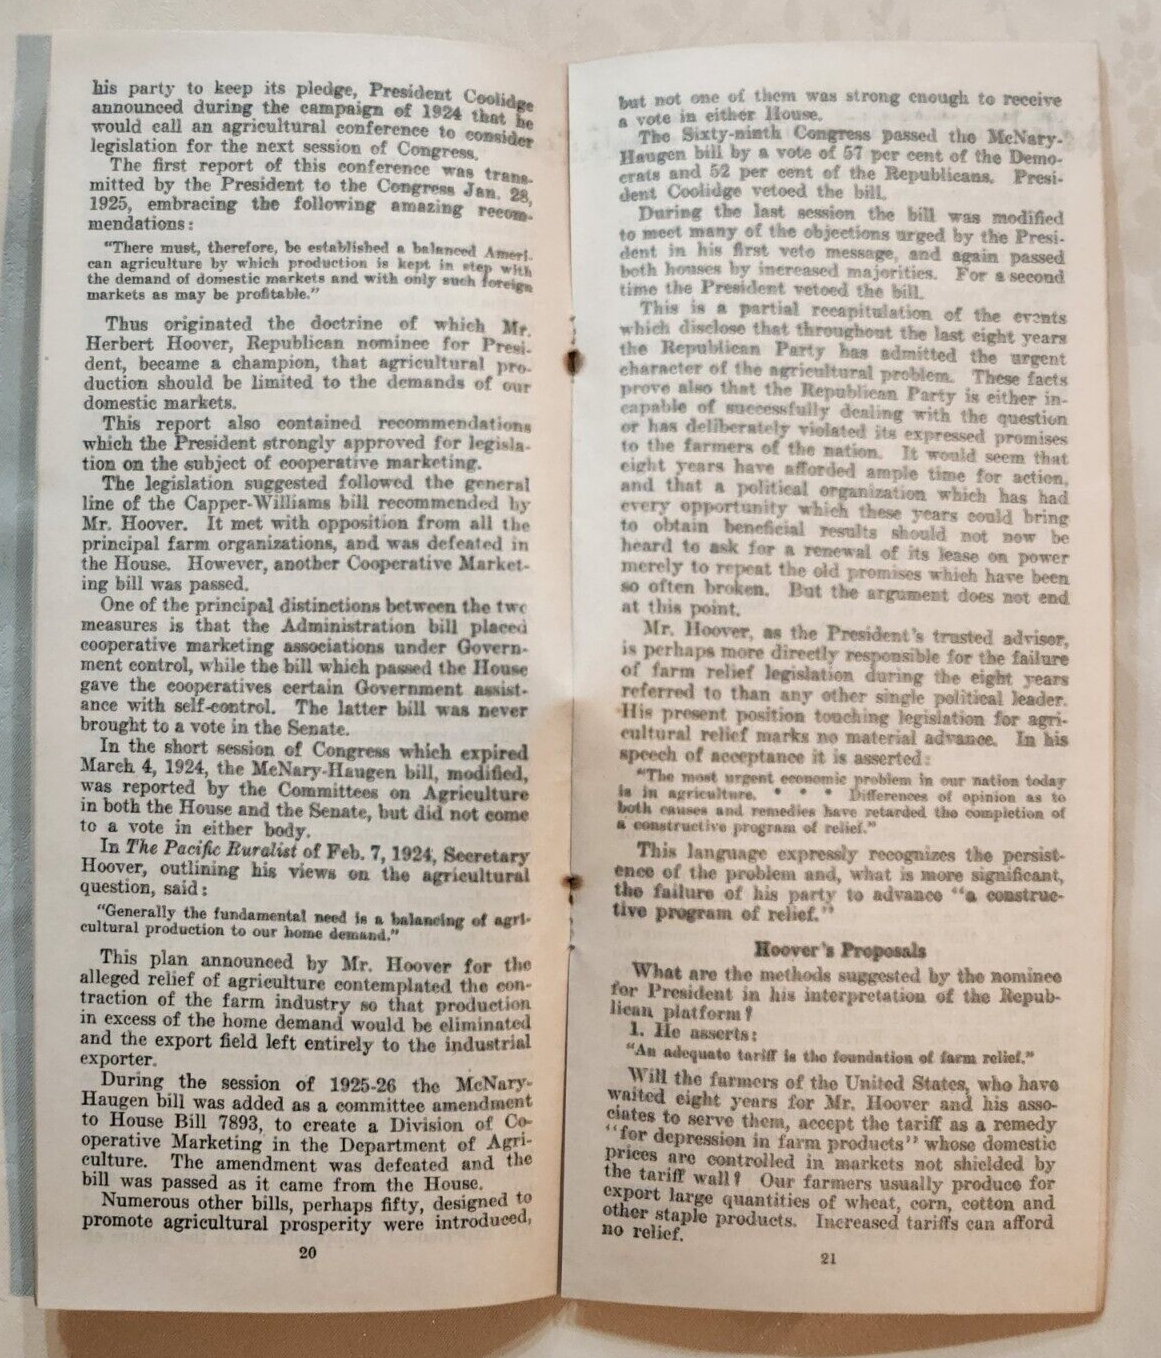 his party to keep its pledge, President Coolidge
announced during the campaign of 1924 that he
would call an agricultural conference to consider
legislation for the next session of Congress.
The first report of this conference was trans-
mitted by the President to the Congress Jan. 28,
1925, embracing the following amazing recom-
mendations:
"There must, therefore, be established a balanced Ameri-
can agriculture by which production is kept in step with
the demand of domestic markets and with only such foreign
markets as may be profitable."
Thus originated the doctrine of which Mr.
Herbert Hoover, Republican nominee for Presi-
dent, became a champion, that agricultural pro-
duction should be limited to the demands of our
domestic markets.
This report also contained recommendations
which the President strongly approved for legisla-
tion on the subject of cooperative marketing.
The legislation suggested followed the general
line of the Capper-Williams bill recommended by
Mr. Hoover. It met with opposition from all the
principal farm organizations, and was defeated in
the House. However, another Cooperative Market-
ing bill was passed.
One of the principal distinctions between the two
measures is that the Administration bill placed
cooperative marketing associations under Govern-
ment control, while the bill which passed the House
gave the cooperatives certain Government assist-
ance with self-control. The latter bill was never
brought to a vote in the Senate.
In the short session of Congress which expired
March 4, 1924, the McNary-Haugen bill, modified,
was reported by the Committees on Agriculture
in both the House and the Senate, but did not come
to a vote in either body.
In The Pacific Ruralist of Feb. 7, 1924, Secretary
Hoover, outlining his views on the agricultural
question, said:
"Generally the fundamental need is a balancing of agri-
cultural production to our home demand."
This plan announced by Mr. Hoover for the
alleged relief of agriculture contemplated the con-
traction of the farm industry so that production
in excess of the home demand would be eliminated
and the export field left entirely to the industrial
exporter.
During the session of 1925-26 the McNary-
Haugen bill was added as a committee amendment
to House Bill 7893, to create a Division of Co-
operative Marketing in the Department of Agri-
culture. The amendment was defeated and the
bill was passed as it came from the House.
Numerous other bills, perhaps fifty, designed to
promote agricultural prosperity were introduced,
20
but not one of them was strong enough to receive
a vote in either House.
The Sixty-ninth Congress passed the McNary-
Haugen bill by a vote of 57 per cent of the Demo-
crats and 52 per cent of the Republicans. Presi-
dent Coolidge vetoed the bill.
During the last session the bill was modified
to meet many of the objections urged by the Presi-
dent in his first veto message, and again passed
both houses by increased majorities. For a second
time the President vetoed the bill.
This is a partial recapitulation of the events
which disclose that throughout the last eight years
the Republican Party has admitted the urgent
character of the agricultural problem. These facts
prove also that the Republican Party is either in-
capable of successfully dealing with the question
or has deliberately violated its expressed promises
to the farmers of the nation. It would seem that
eight years have afforded ample time for action,
and that a political organization which has had
every opportunity which these years could bring
to obtain beneficial results should not now be
heard to ask for a renewal of its lease on power
merely to repeat the old promises which have been
so often broken. But the argument does not end
at this point.
Mr. Hoover, as the President's trusted advisor,
is perhaps more directly responsible for the failure
of farm relief legislation during the eight years
referred to than any other single political leader.
His present position touching legislation for agri-
cultural relief marks no material advance. In his
speech of acceptance it is asserted:
"The most urgent economic problem in our nation today
is in agriculture. * * * Differences of opinion as to
both causes and remedies have retarded the completion of
a constructive program of relief."
This language expressly recognizes the persist-
ence of the problem and, what is more significant,
the failure of his party to advance "a construc-
tive program of relief."
Hoover's Proposals
What are the methods suggested by the nominee
for President in his interpretation of the Repub-
lican platform?
1. He asserts:
"An adequate tariff is the foundation of farm relief."
Will the farmers of the United States, who have
waited eight years for Mr. Hoover and his asso-
ciates to serve them, accept the tariff as a remedy
"for depression in farm products" whose domestic
prices are controlled in markets not shielded by
the tariff wall? Our farmers usually produce for
export large quantities of wheat, corn, cotton and
other staple products. Increased tariffs can afford
no relief.
21